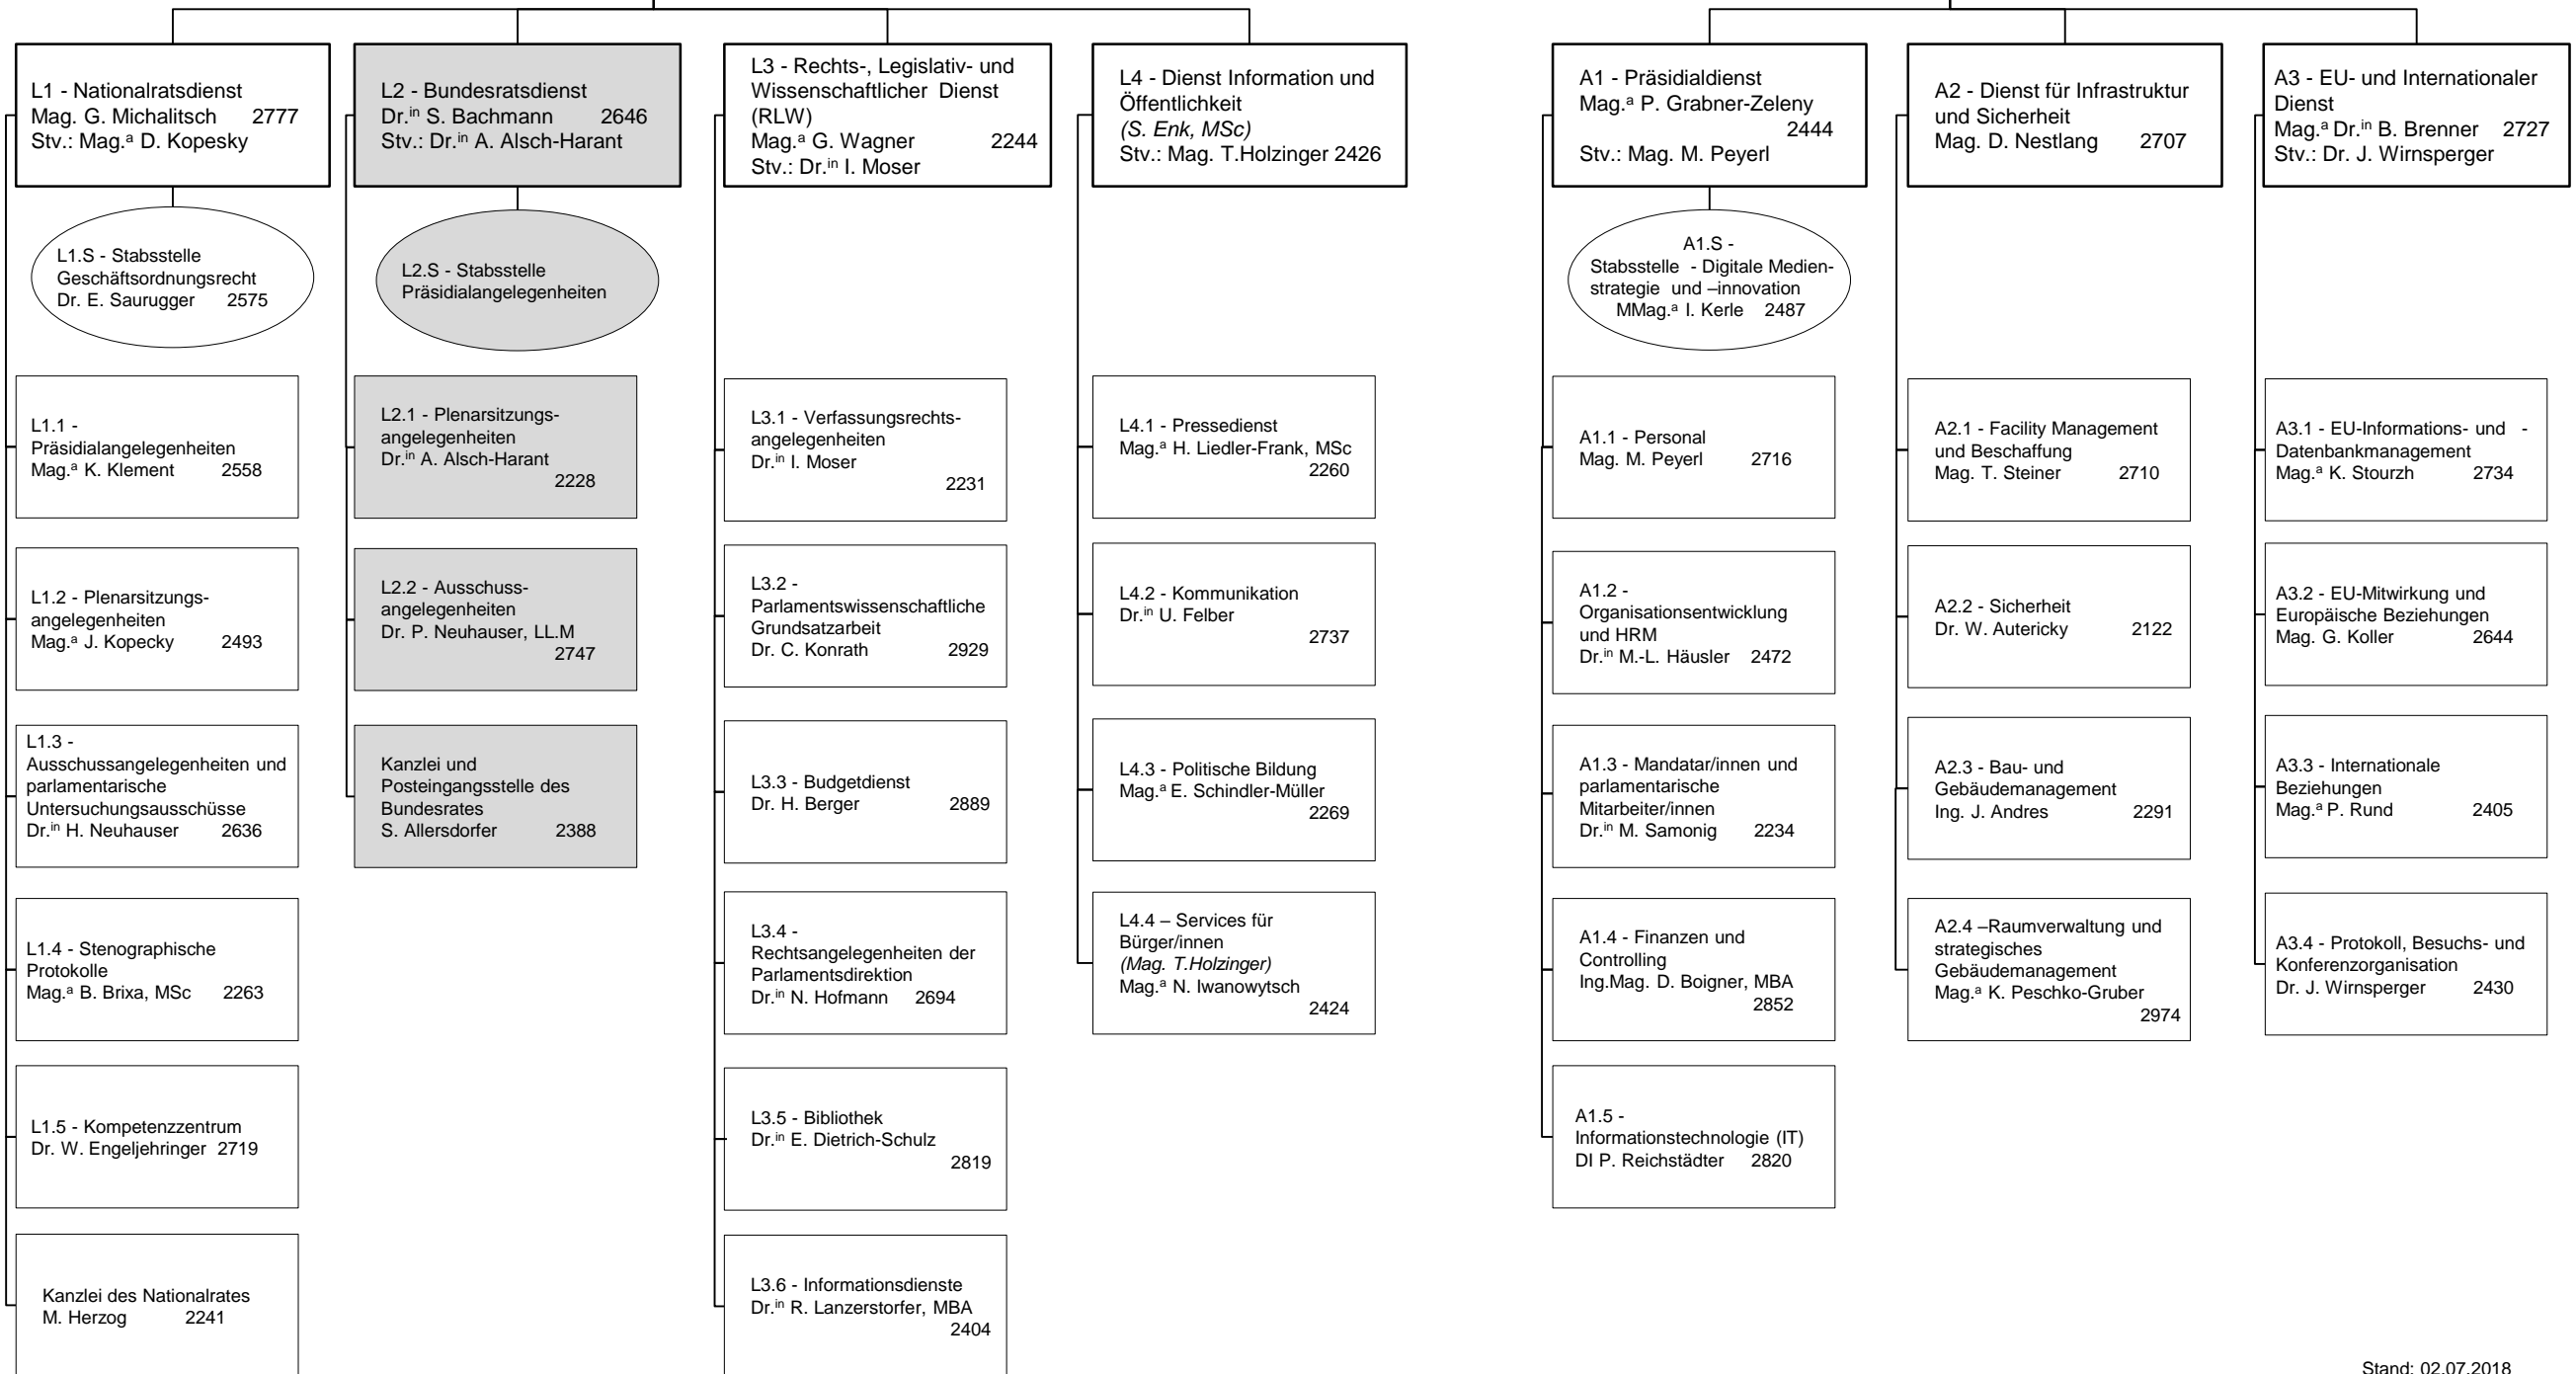 L1 - Nationalratsdienst
Mag. G. Michalitsch 2777
Stv.: Mag.ª D. Kopesky
L1.S - Stabsstelle
Geschäftsordnungsrecht
Dr. E. Saurugger 2575
L1.1 -
Präsidialangelegenheiten
Mag.ª K. Klement 2558
L1.2 - Plenarsitzungs-
angelegenheiten
Mag.ª J. Kopecky 2493
L1.3 -
Ausschussangelegenheiten und
parlamentarische
Untersuchungsausschüsse
Dr.ⁱⁿ H. Neuhauser 2636
L1.4 - Stenographische
Protokolle
Mag.ª B. Brixa, MSc 2263
L1.5 - Kompetenzzentrum
Dr. W. Engeljehringer 2719
Kanzlei des Nationalrates
M. Herzog 2241
L2 - Bundesratsdienst
Dr.ⁱⁿ S. Bachmann 2646
Stv.: Dr.ⁱⁿ A. Alsch-Harant
L2.S - Stabsstelle
Präsidialangelegenheiten
L2.1 - Plenarsitzungs-
angelegenheiten
Dr.ⁱⁿ A. Alsch-Harant
2228
L2.2 - Ausschuss-
angelegenheiten
Dr. P. Neuhauser, LL.M
2747
Kanzlei und
Posteingangsstelle des
Bundesrates
S. Allersdorfer 2388
L3 - Rechts-, Legislativ- und
Wissenschaftlicher Dienst
(RLW)
Mag.ª G. Wagner 2244
Stv.: Dr.ⁱⁿ I. Moser
L3.1 - Verfassungsrechts-
angelegenheiten
Dr.ⁱⁿ I. Moser
2231
L3.2 -
Parlamentswissenschaftliche
Grundsatzarbeit
Dr. C. Konrath 2929
L3.3 - Budgetdienst
Dr. H. Berger 2889
L3.4 -
Rechtsangelegenheiten der
Parlamentsdirektion
Dr.ⁱⁿ N. Hofmann 2694
L3.5 - Bibliothek
Dr.ⁱⁿ E. Dietrich-Schulz
2819
L3.6 - Informationsdienste
Dr.ⁱⁿ R. Lanzerstorfer, MBA
2404
L4 - Dienst Information und
Öffentlichkeit
(S. Enk, MSc)
Stv.: Mag. T.Holzinger 2426
L4.1 - Pressedienst
Mag.ª H. Liedler-Frank, MSc
2260
L4.2 - Kommunikation
Dr.ⁱⁿ U. Felber
2737
L4.3 - Politische Bildung
Mag.ª E. Schindler-Müller
2269
L4.4 – Services für
Bürger/innen
(Mag. T.Holzinger)
Mag.ª N. Iwanowytsch
2424
A1 - Präsidialdienst
Mag.ª P. Grabner-Zeleny
2444
Stv.: Mag. M. Peyerl
A1.S -
Stabsstelle - Digitale Medien-
strategie und –innovation
MMag.ª I. Kerle 2487
A1.1 - Personal
Mag. M. Peyerl 2716
A1.2 -
Organisationsentwicklung
und HRM
Dr.ⁱⁿ M.-L. Häusler 2472
A1.3 - Mandatar/innen und
parlamentarische
Mitarbeiter/innen
Dr.ⁱⁿ M. Samonig 2234
A1.4 - Finanzen und
Controlling
Ing.Mag. D. Boigner, MBA
2852
A1.5 -
Informationstechnologie (IT)
DI P. Reichstädter 2820
A2 - Dienst für Infrastruktur
und Sicherheit
Mag. D. Nestlang 2707
A2.1 - Facility Management
und Beschaffung
Mag. T. Steiner 2710
A2.2 - Sicherheit
Dr. W. Autericky 2122
A2.3 - Bau- und
Gebäudemanagement
Ing. J. Andres 2291
A2.4 –Raumverwaltung und
strategisches
Gebäudemanagement
Mag.ª K. Peschko-Gruber
2974
A3 - EU- und Internationaler
Dienst
Mag.ª Dr.ⁱⁿ B. Brenner 2727
Stv.: Dr. J. Wirnsperger
A3.1 - EU-Informations- und -
Datenbankmanagement
Mag.ª K. Stourzh 2734
A3.2 - EU-Mitwirkung und
Europäische Beziehungen
Mag. G. Koller 2644
A3.3 - Internationale
Beziehungen
Mag.ª P. Rund 2405
A3.4 - Protokoll, Besuchs- und
Konferenzorganisation
Dr. J. Wirnsperger 2430
Stand: 02.07.2018